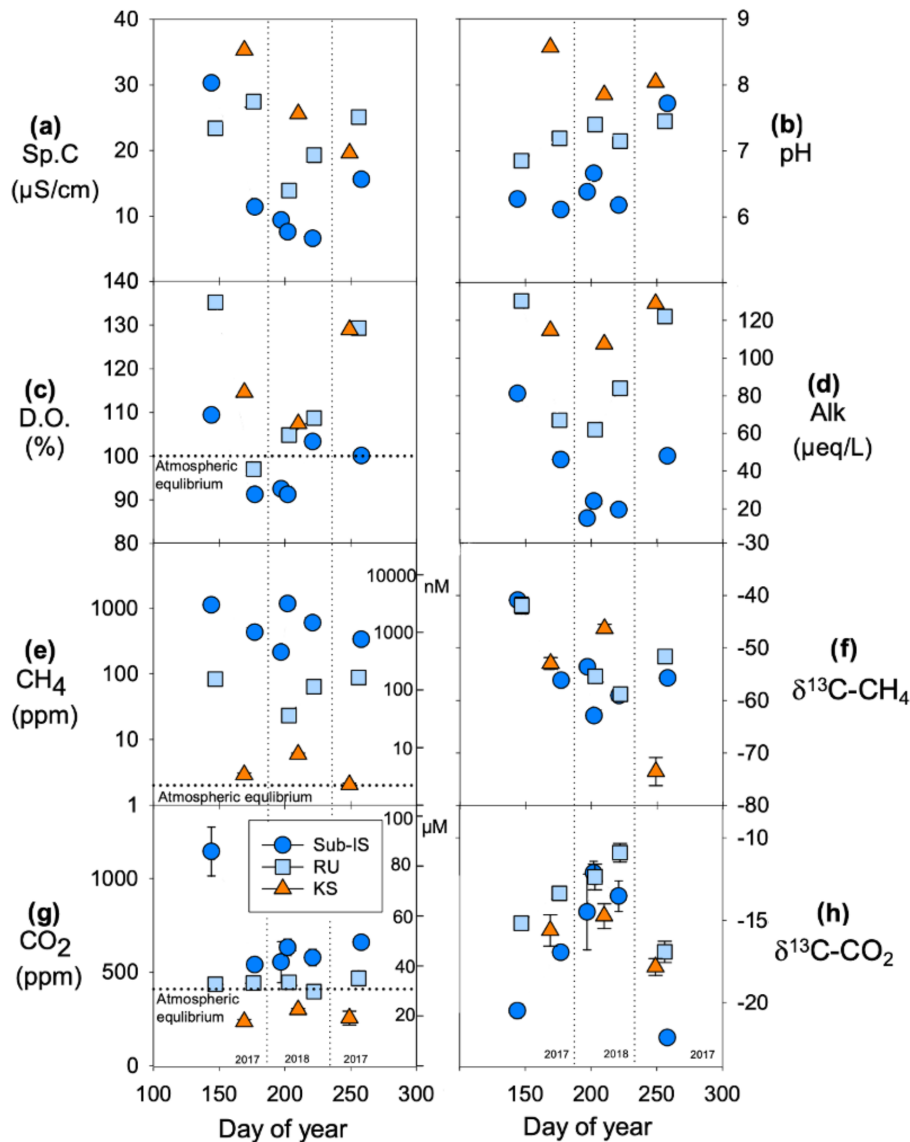 40
30
20
10
(a)
Sp.C
(µS/cm)
9
8
7
6
(b)
pH
140
130
120
110
100
90
80
(c)
D.O.
(%)
Atmospheric
equlibrium
120
100
80
60
40
20
(d)
Alk
(µeq/L)
1000
100
10
1
(e)
CH4
(ppm)
10000
1000
100
10
nM
Atmospheric equlibrium
-30
-40
-50
-60
-70
-80
(f)
δ13C-CH4
1000
500
0
(g)
CO2
(ppm)
100
80
60
40
20
µM
Sub-IS
RU
KS
Atmospheric
equilibrium
2017
2018
2017
-10
-15
-20
(h)
δ13C-CO2
2017
2018
2017
100
150
200
250
300
Day of year
100
150
200
250
300
Day of year